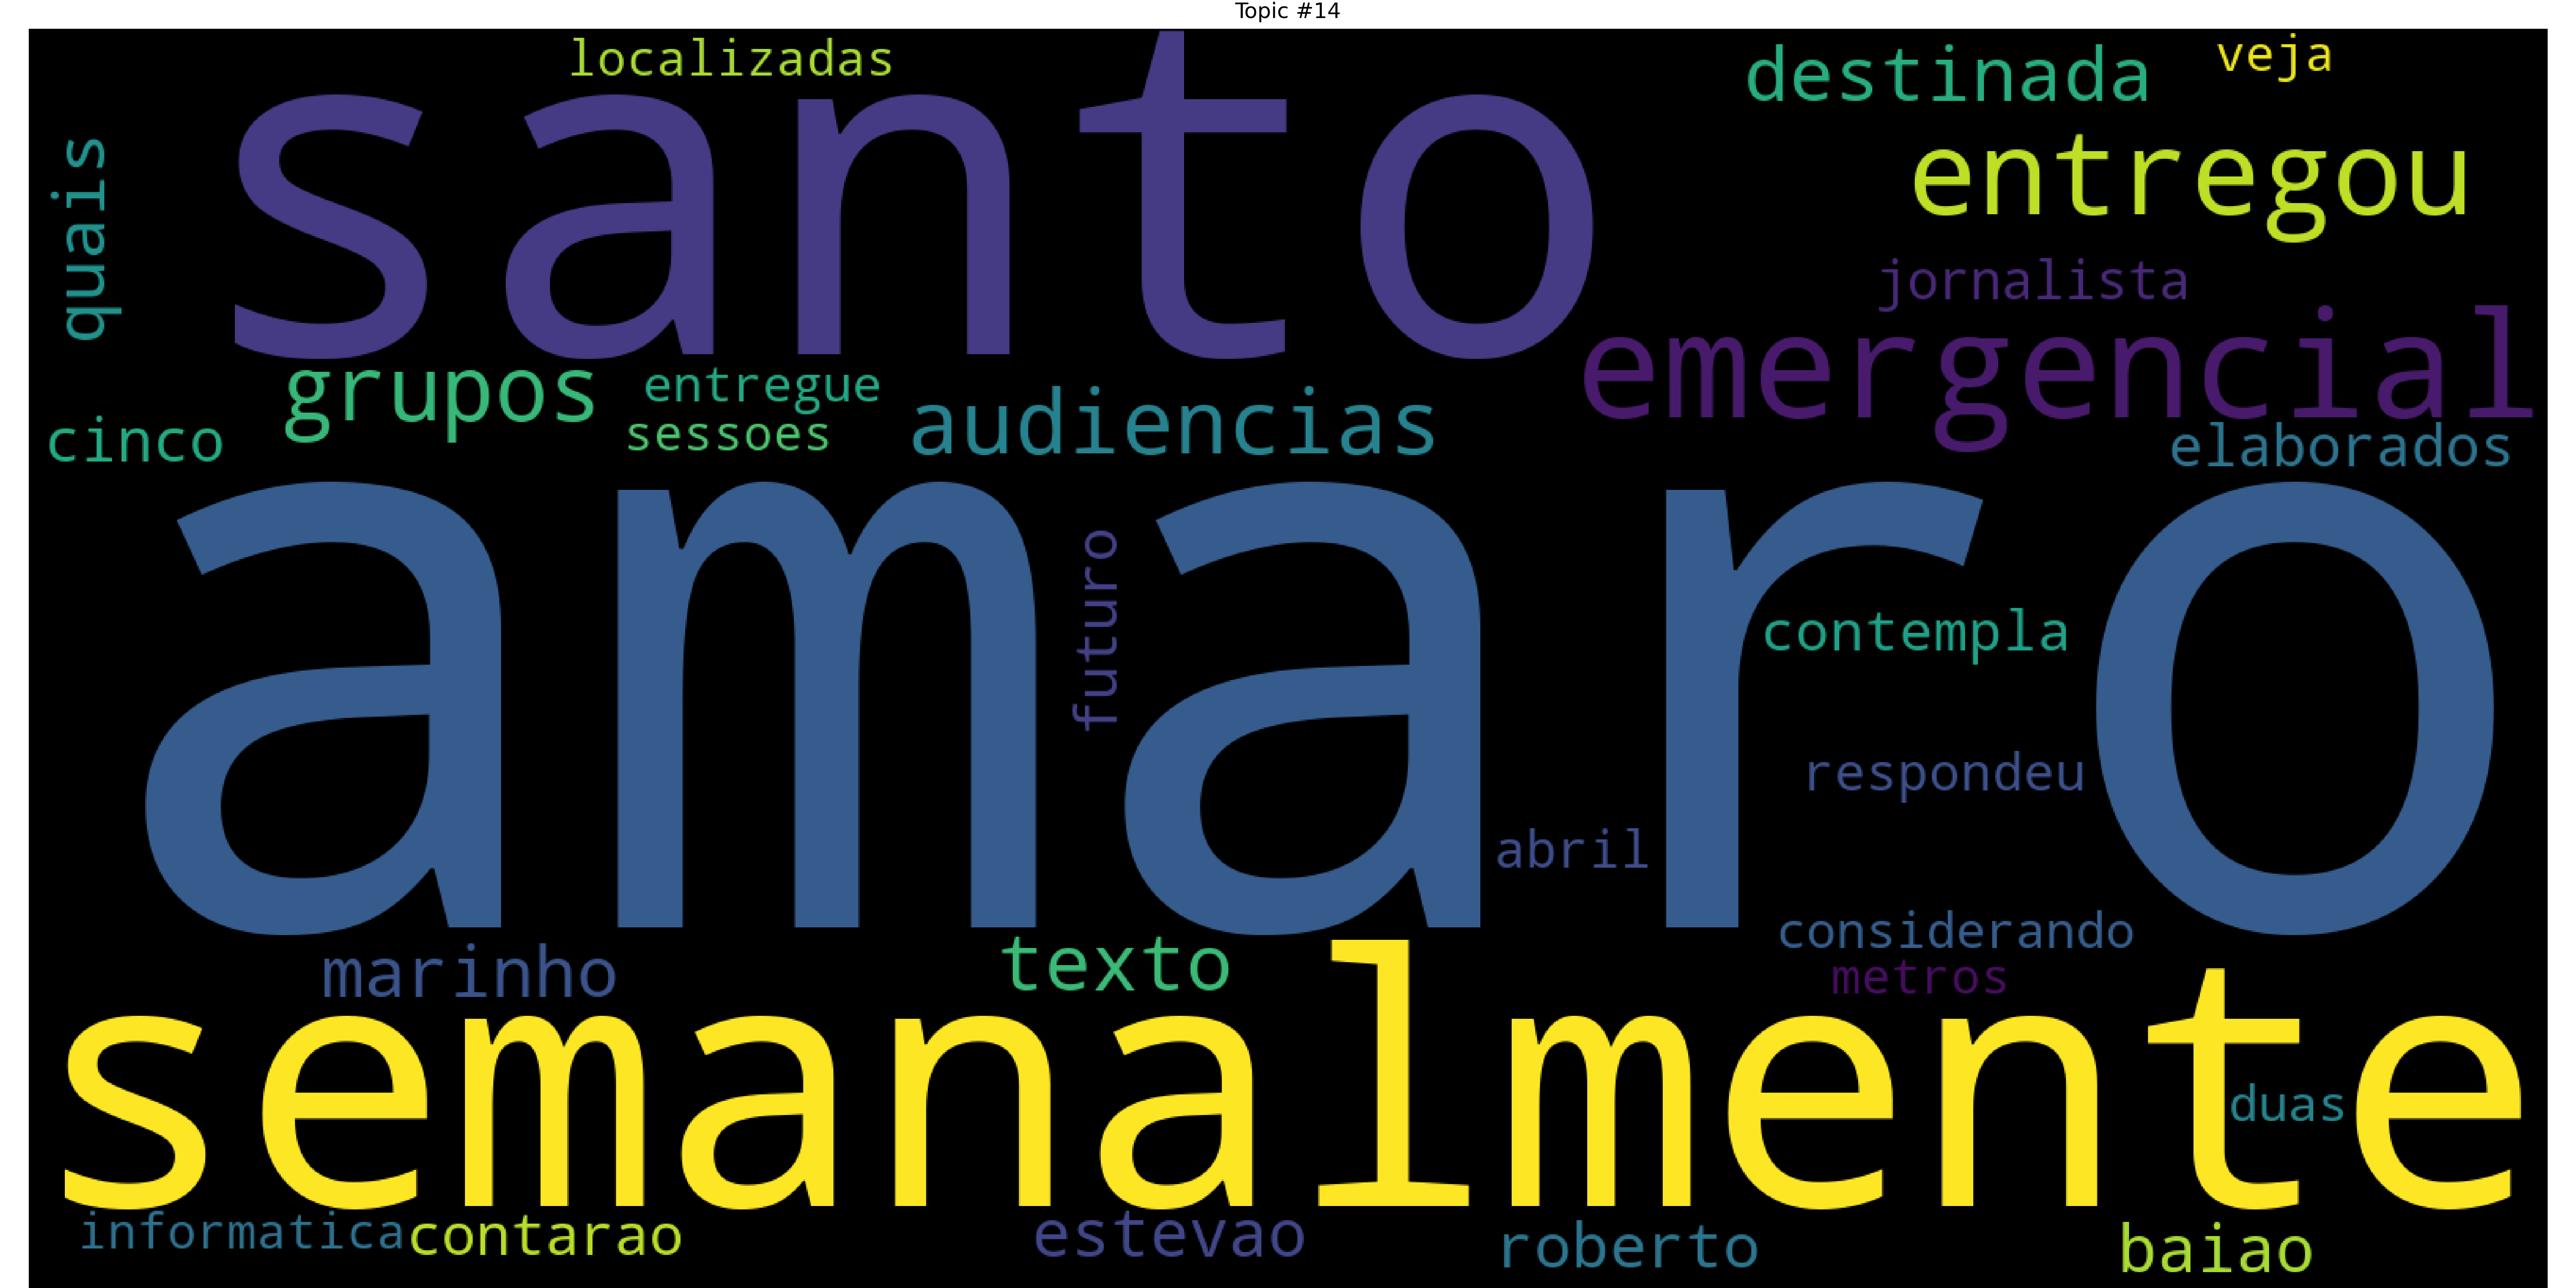 Topic #14
localizadas
santo
destinada
veja
entregou
quais
jornalista
emergencial
grupos
entregue
audiencias
cinco
sessoes
elaborados
amaro
futuro
contempla
respondeu
abril
considerando
marinho
texto
metros
semanalmente
duas
informatica
contarao
estevao
roberto
baiao